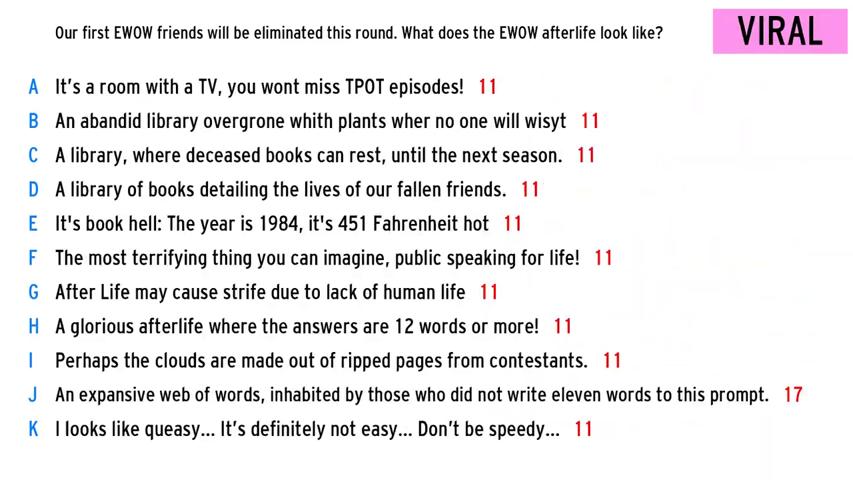 Our first EWOW friends will be eliminated this round. What does the EWOW afterlife look like?
VIRAL
A It's a room with a TV, you wont miss TPOT episodes! 11
B An abandid library overgrone whith plants wher no one will wisyt 11
C A library, where deceased books can rest, until the next season. 11
D A library of books detailing the lives of our fallen friends. 11
E It's book hell: The year is 1984, it's 451 Fahrenheit hot 11
F The most terrifying thing you can imagine, public speaking for life! 11
G After Life may cause strife due to lack of human life 11
H A glorious afterlife where the answers are 12 words or more! 11
I Perhaps the clouds are made out of ripped pages from contestants. 11
J An expansive web of words, inhabited by those who did not write eleven words to this prompt. 17
K I looks like queasy... It's definitely not easy... Don't be speedy... 11